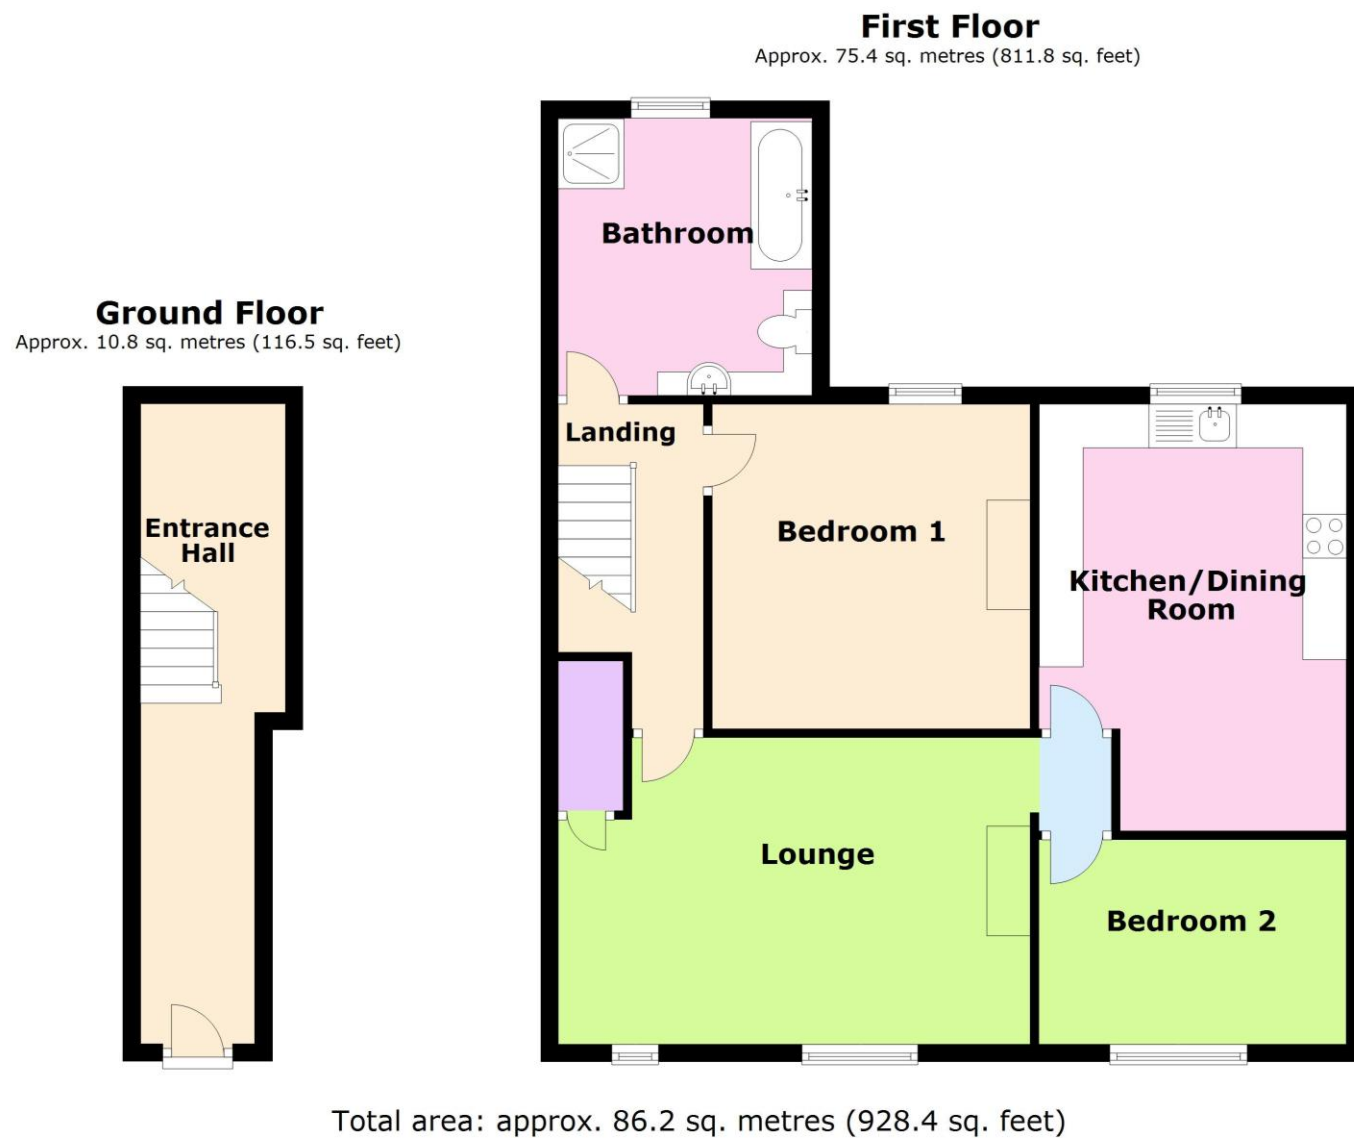 First Floor
Approx. 75.4 sq. metres (811.8 sq. feet)
Bathroom
Ground Floor
Approx. 10.8 sq. metres (116.5 sq. feet)
Landing
Entrance
Hall
Bedroom 1
Kitchen/Dining
Room
Lounge
Bedroom 2
Total area: approx. 86.2 sq. metres (928.4 sq. feet)